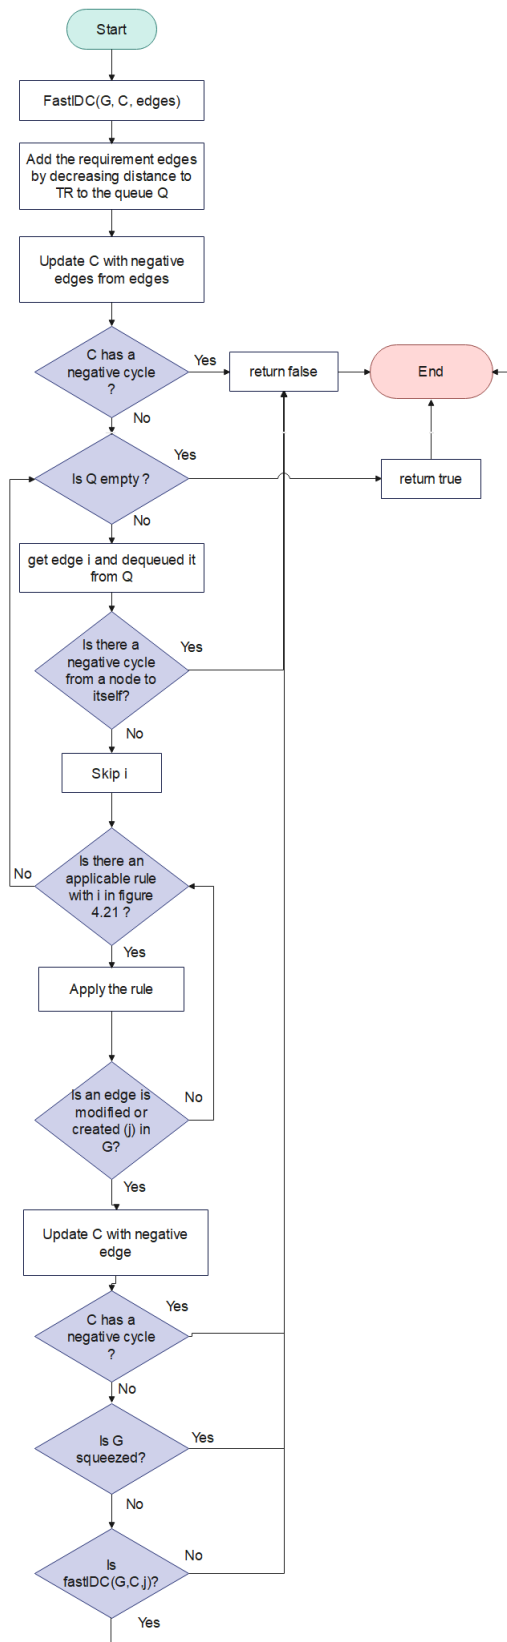 Start
FastIDC(G, C, edges)
Add the requirement edges
by decreasing distance to
TR to the queue Q
Update C with negative
edges from edges
C has a
negative cycle
?
Yes
return false
End
No
Is Q empty ?
Yes
return true
No
get edge i and dequeued it
from Q
Is there a
negative cycle
from a node to
itself?
Yes
No
Skip i
Is there an
applicable rule
with i in figure
4.21 ?
No
Yes
Apply the rule
Is an edge is
modified or
created (j) in
G?
No
Yes
Update C with negative
edge
C has a
negative cycle
?
Yes
No
Is G
squeezed?
Yes
No
Is
fastIDC(G,C,j)?
No
Yes